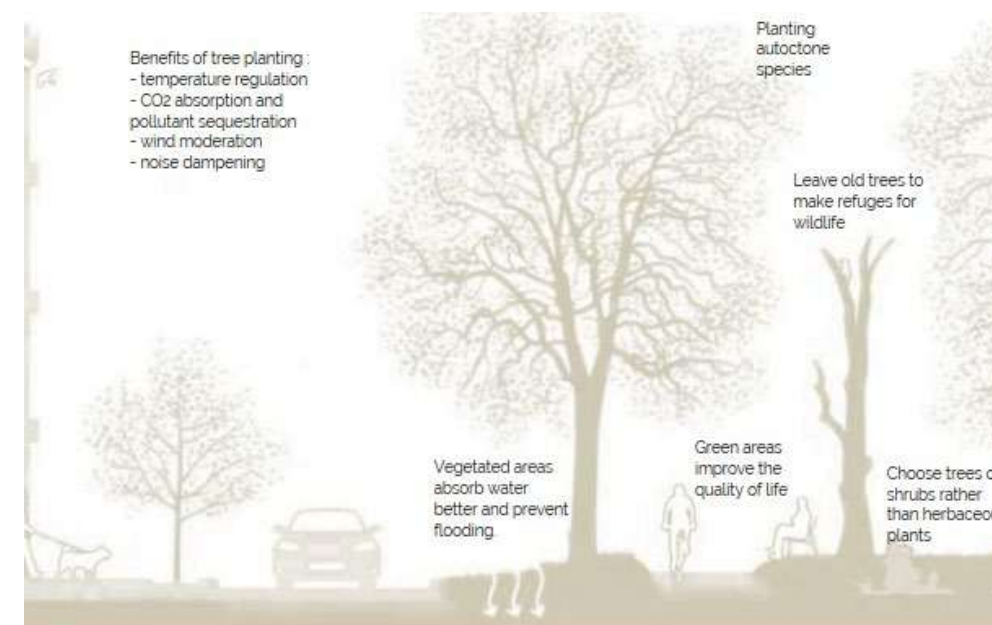 Benefits of tree planting :
- temperature regulation
- CO2 absorption and
pollutant sequestration
- wind moderation
- noise dampening
Planting
autoctone
species
Leave old trees to
make refuges for
wildlife
Vegetated areas
absorb water
better and prevent
flooding.
Green areas
improve the
quality of life
Choose trees
shrubs rather
than
plants